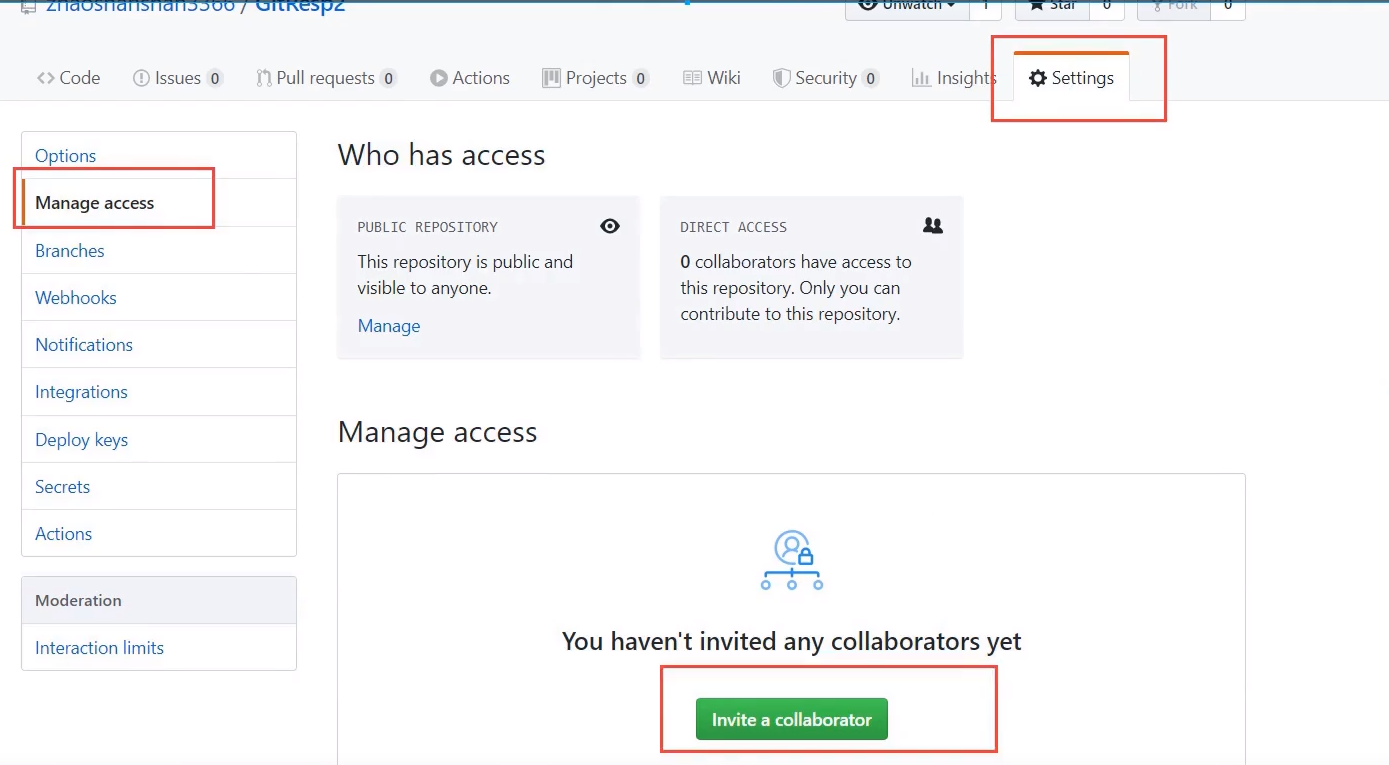 zhaoshanshan3366 / GitResp2
Unwatch 1 Star 0 Fork 0
Code Issues 0 Pull requests 0 Actions Projects 0 Wiki Security 0 Insights Settings
Options
Manage access
Branches
Webhooks
Notifications
Integrations
Deploy keys
Secrets
Actions
Moderation
Interaction limits
Who has access
PUBLIC REPOSITORY
This repository is public and
visible to anyone.
Manage
DIRECT ACCESS
0 collaborators have access to
this repository. Only you can
contribute to this repository.
Manage access
You haven't invited any collaborators yet
Invite a collaborator